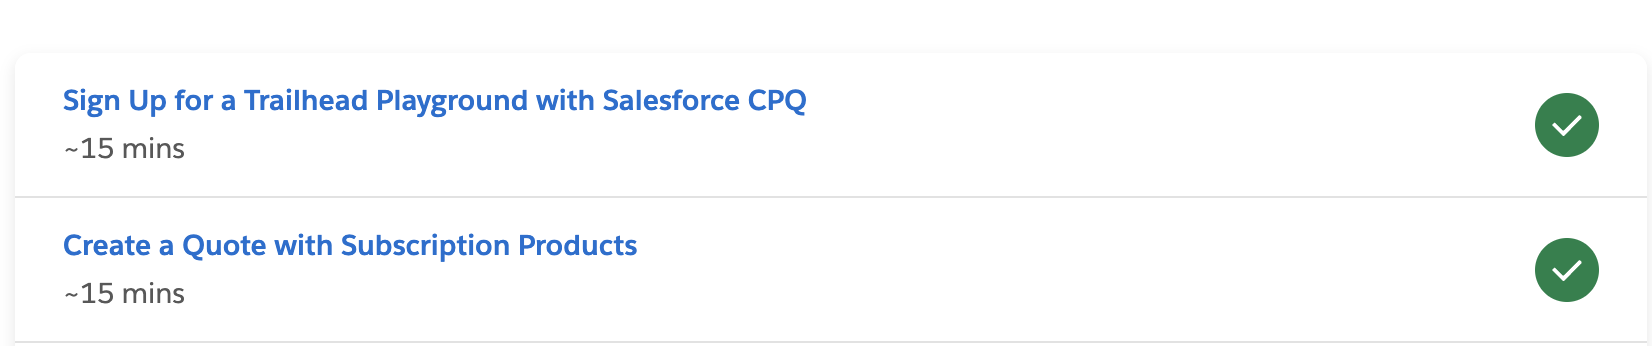 Sign Up for a Trailhead Playground with Salesforce CPQ
~15 mins
Create a Quote with Subscription Products
~15 mins